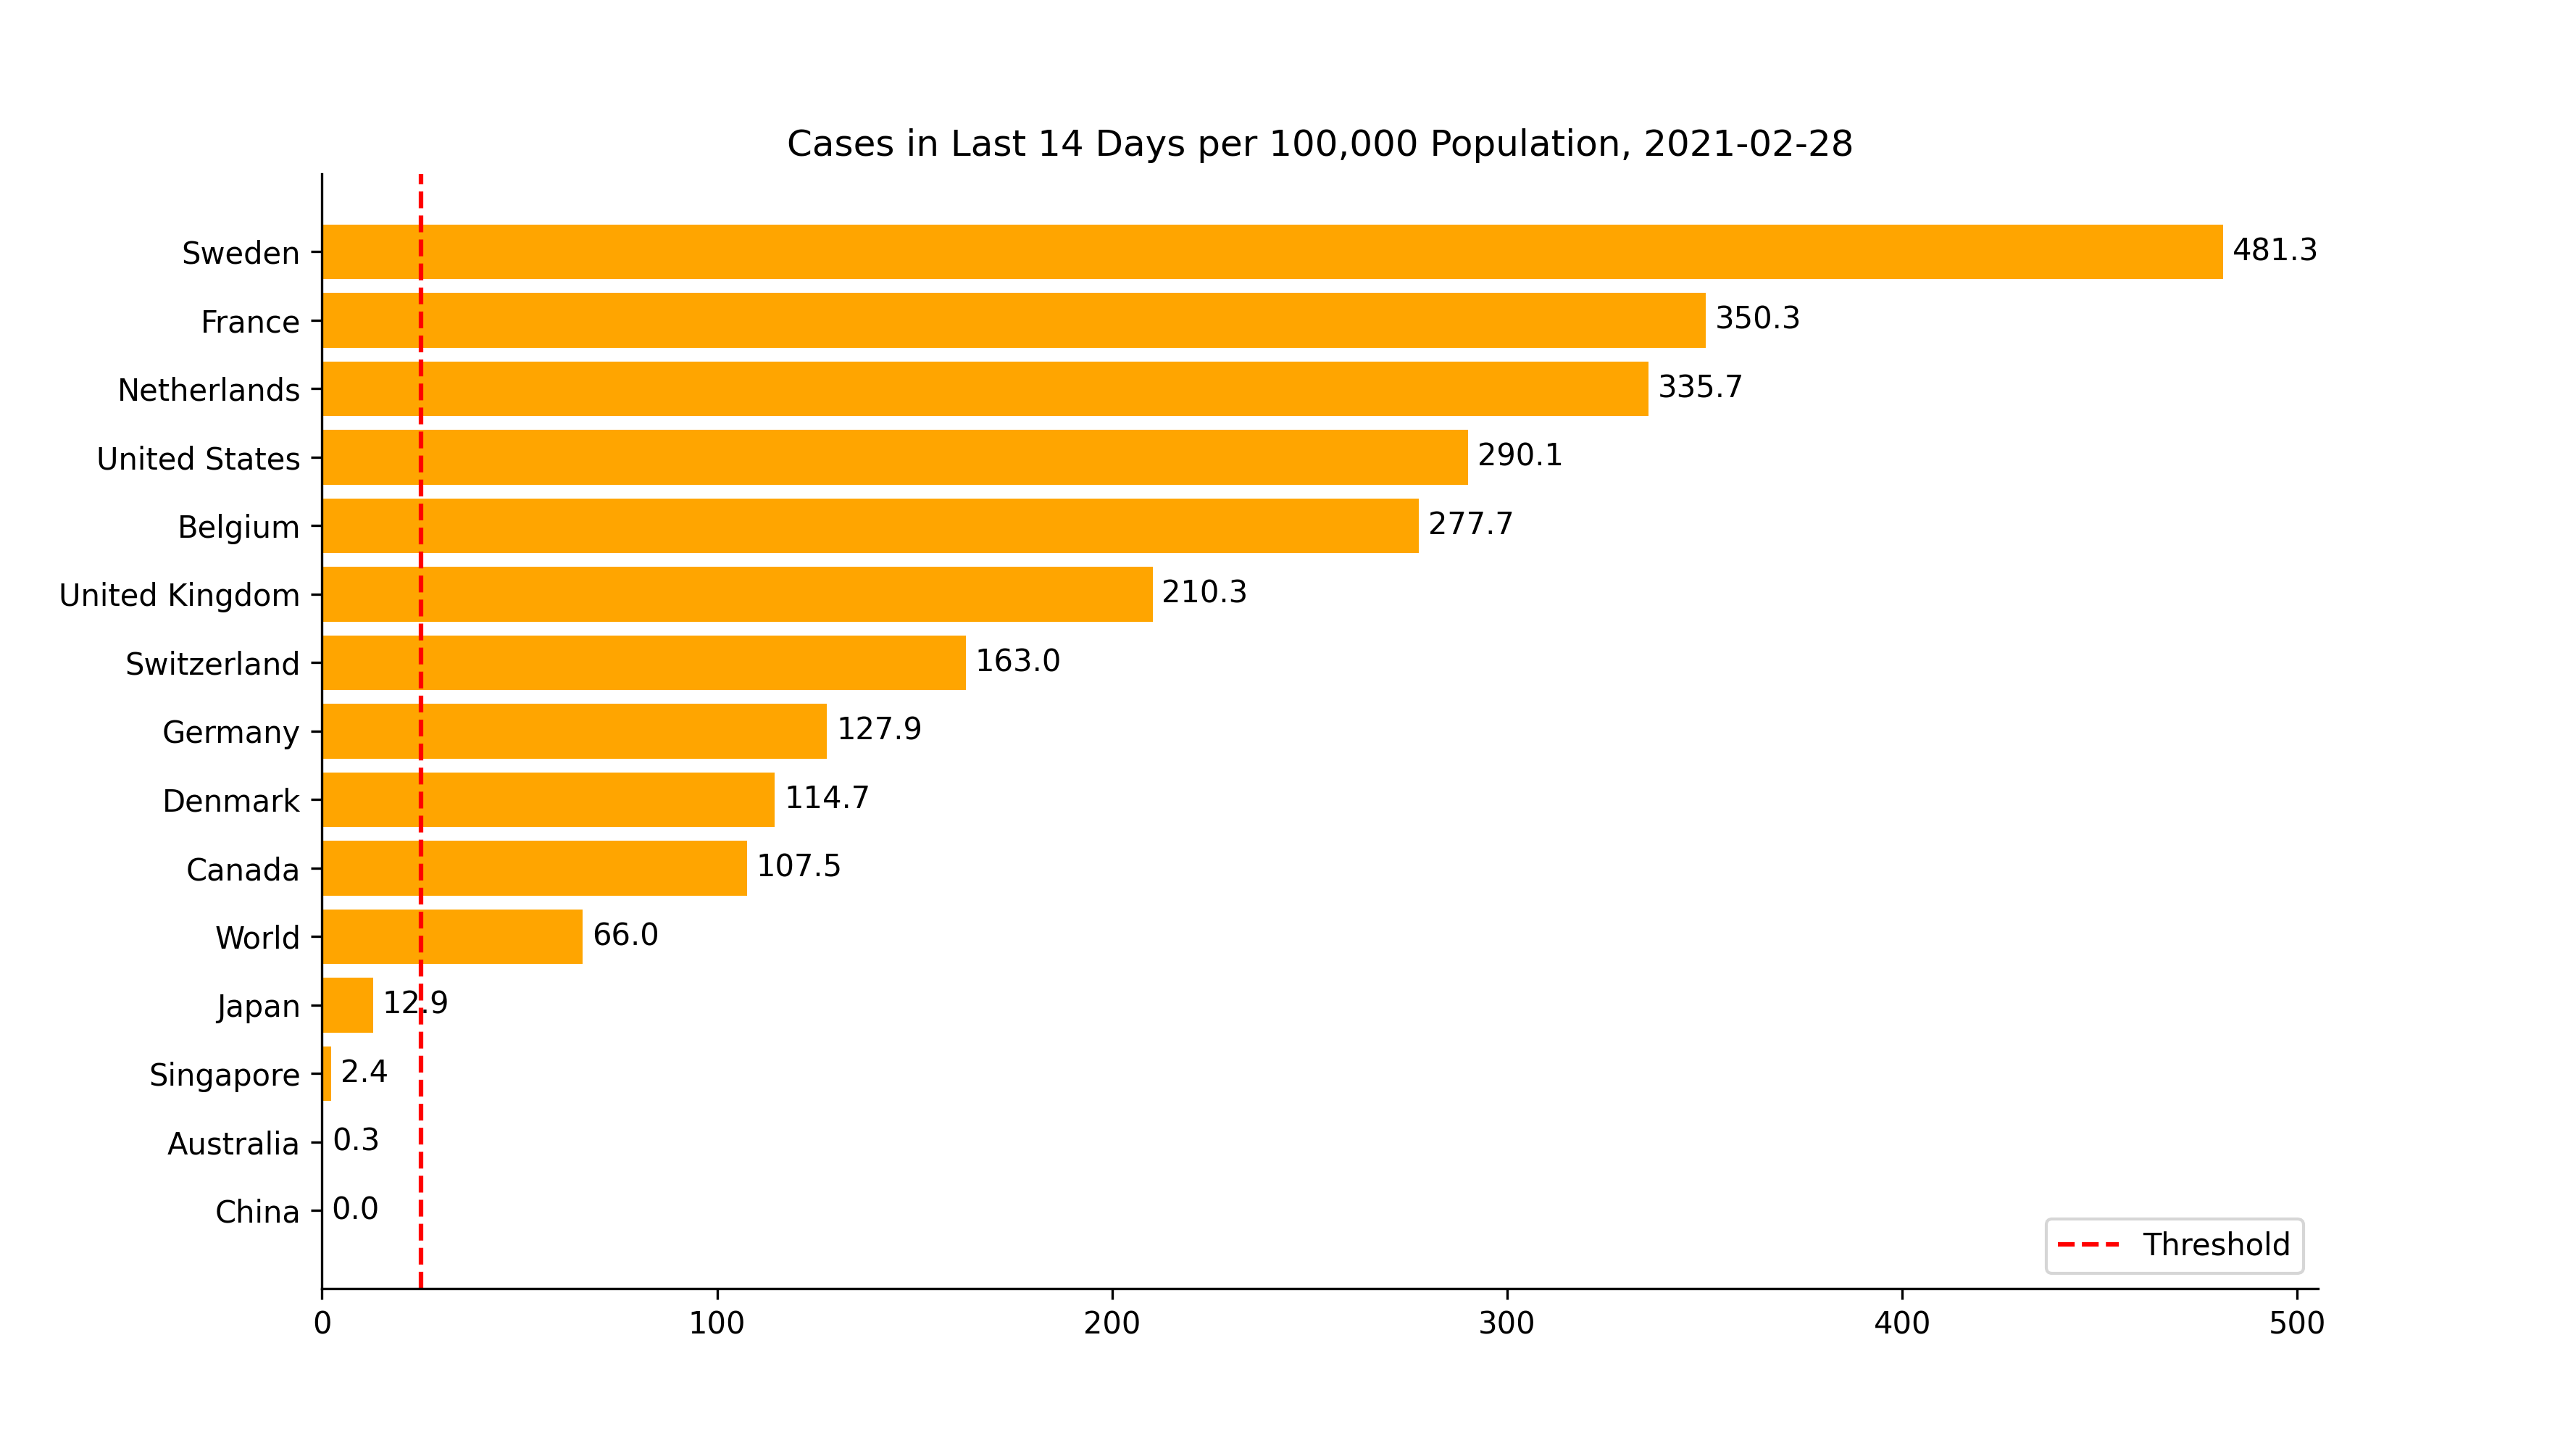 Cases in Last 14 Days per 100,000 Population, 2021-02-28
Sweden 481.3
France 350.3
Netherlands 335.7
United States 290.1
Belgium 277.7
United Kingdom 210.3
Switzerland 163.0
Germany 127.9
Denmark 114.7
Canada 107.5
World 66.0
Japan 12.9
Singapore 2.4
Australia 0.3
China 0.0
Threshold
0 100 200 300 400 500